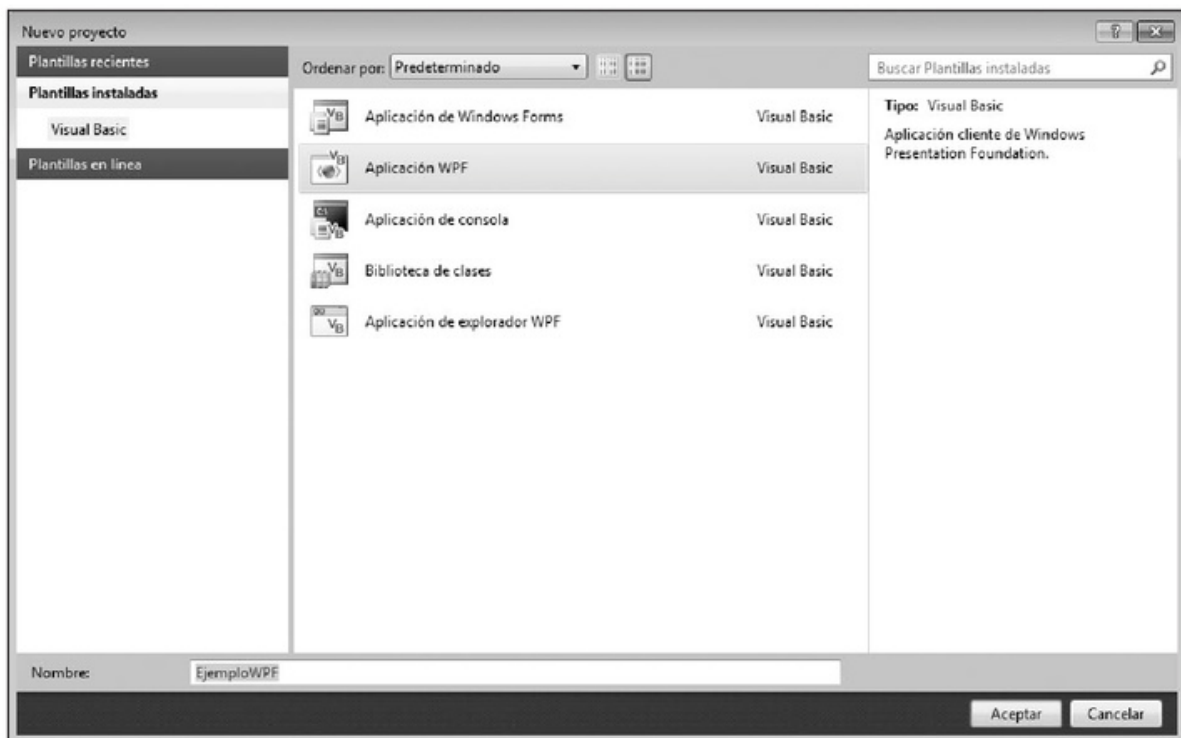 Nuevo proyecto
Plantillas recientes
Plantillas instaladas
Visual Basic
Plantillas en línea
Ordenar por: Predeterminado
Aplicación de Windows Forms Visual Basic
Aplicación WPF Visual Basic
Aplicación de consola Visual Basic
Biblioteca de clases Visual Basic
Aplicación de explorador WPF Visual Basic
Buscar Plantillas instaladas
Tipo: Visual Basic
Aplicación cliente de Windows
Presentation Foundation.
Nombre: EjemploWPF
Aceptar Cancelar